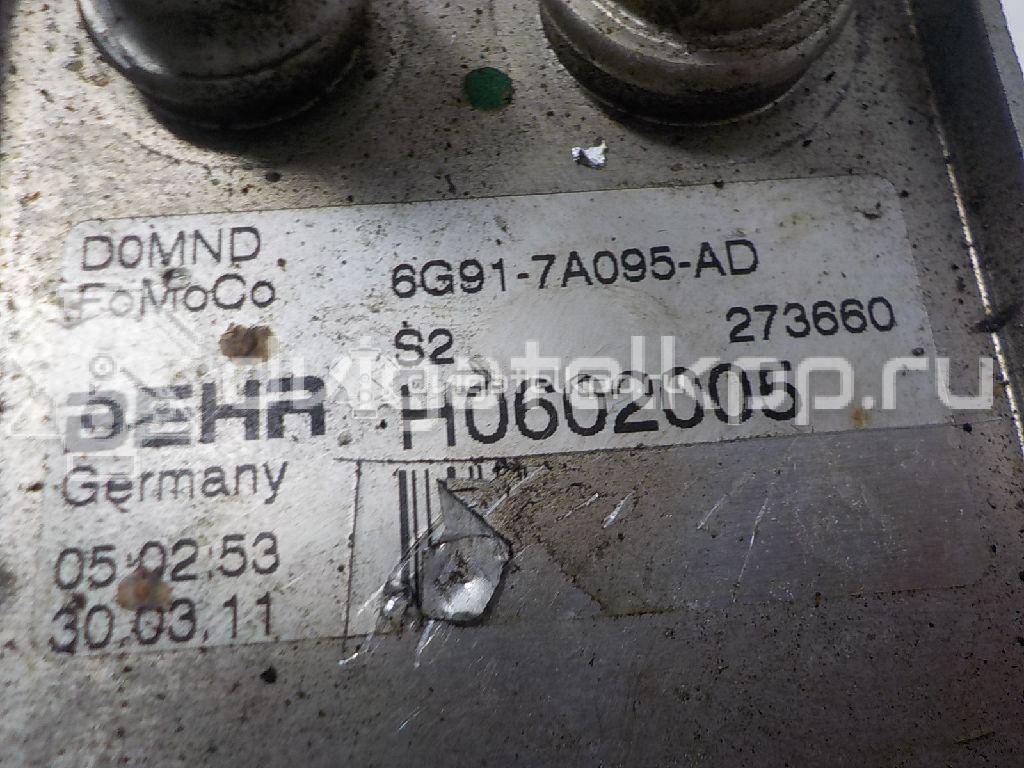 D0MND
FoMoCo 6G91-7A095-AD
S2 273660
BEHR H0602005
Germany
05.02.53
30.03.11